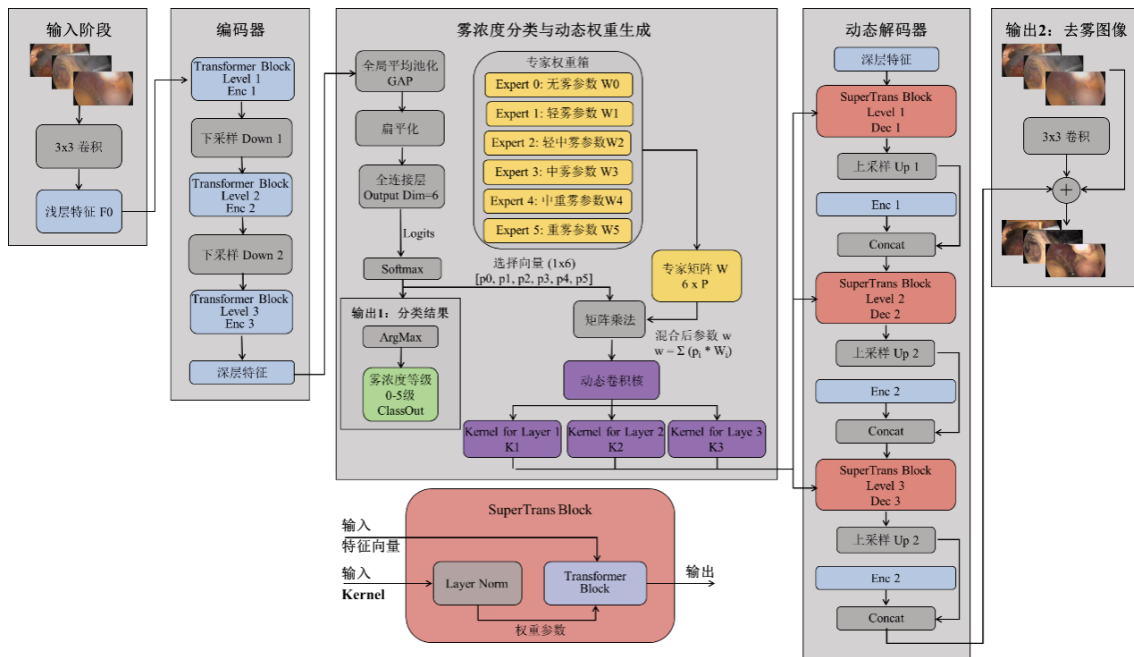 输入阶段
3x3 卷积
浅层特征 F0
编码器
Transformer Block
Level 1
Enc 1
下采样 Down 1
Transformer Block
Level 2
Enc 2
下采样 Down 2
Transformer Block
Level 3
Enc 3
深层特征
雾浓度分类与动态权重生成
全局平均池化
GAP
扁平化
全连接层
Output Dim=6
Logits
Softmax
专家权重箱
Expert 0: 无雾参数 W0
Expert 1: 轻雾参数 W1
Expert 2: 轻中雾参数W2
Expert 3: 中雾参数 W3
Expert 4: 中重雾参数W4
Expert 5: 重雾参数 W5
选择向量 (1x6)
[p0, p1, p2, p3, p4, p5]
专家矩阵 W
6 x P
输出1：分类结果
ArgMax
雾浓度等级
0-5级
ClassOut
矩阵乘法
混合后参数 w
w = Σ (pi * Wi)
动态卷积核
Kernel for Layer 1
K1
Kernel for Layer 2
K2
Kernel for Laye 3
K3
SuperTrans Block
输入
特征向量
输入
Kernel
Layer Norm
Transformer
Block
权重参数
输出
动态解码器
深层特征
SuperTrans Block
Level 1
Dec 1
上采样 Up 1
Enc 1
Concat
SuperTrans Block
Level 2
Dec 2
上采样 Up 2
Enc 2
Concat
SuperTrans Block
Level 3
Dec 3
上采样 Up 2
Enc 2
Concat
输出2：去雾图像
3x3 卷积
+